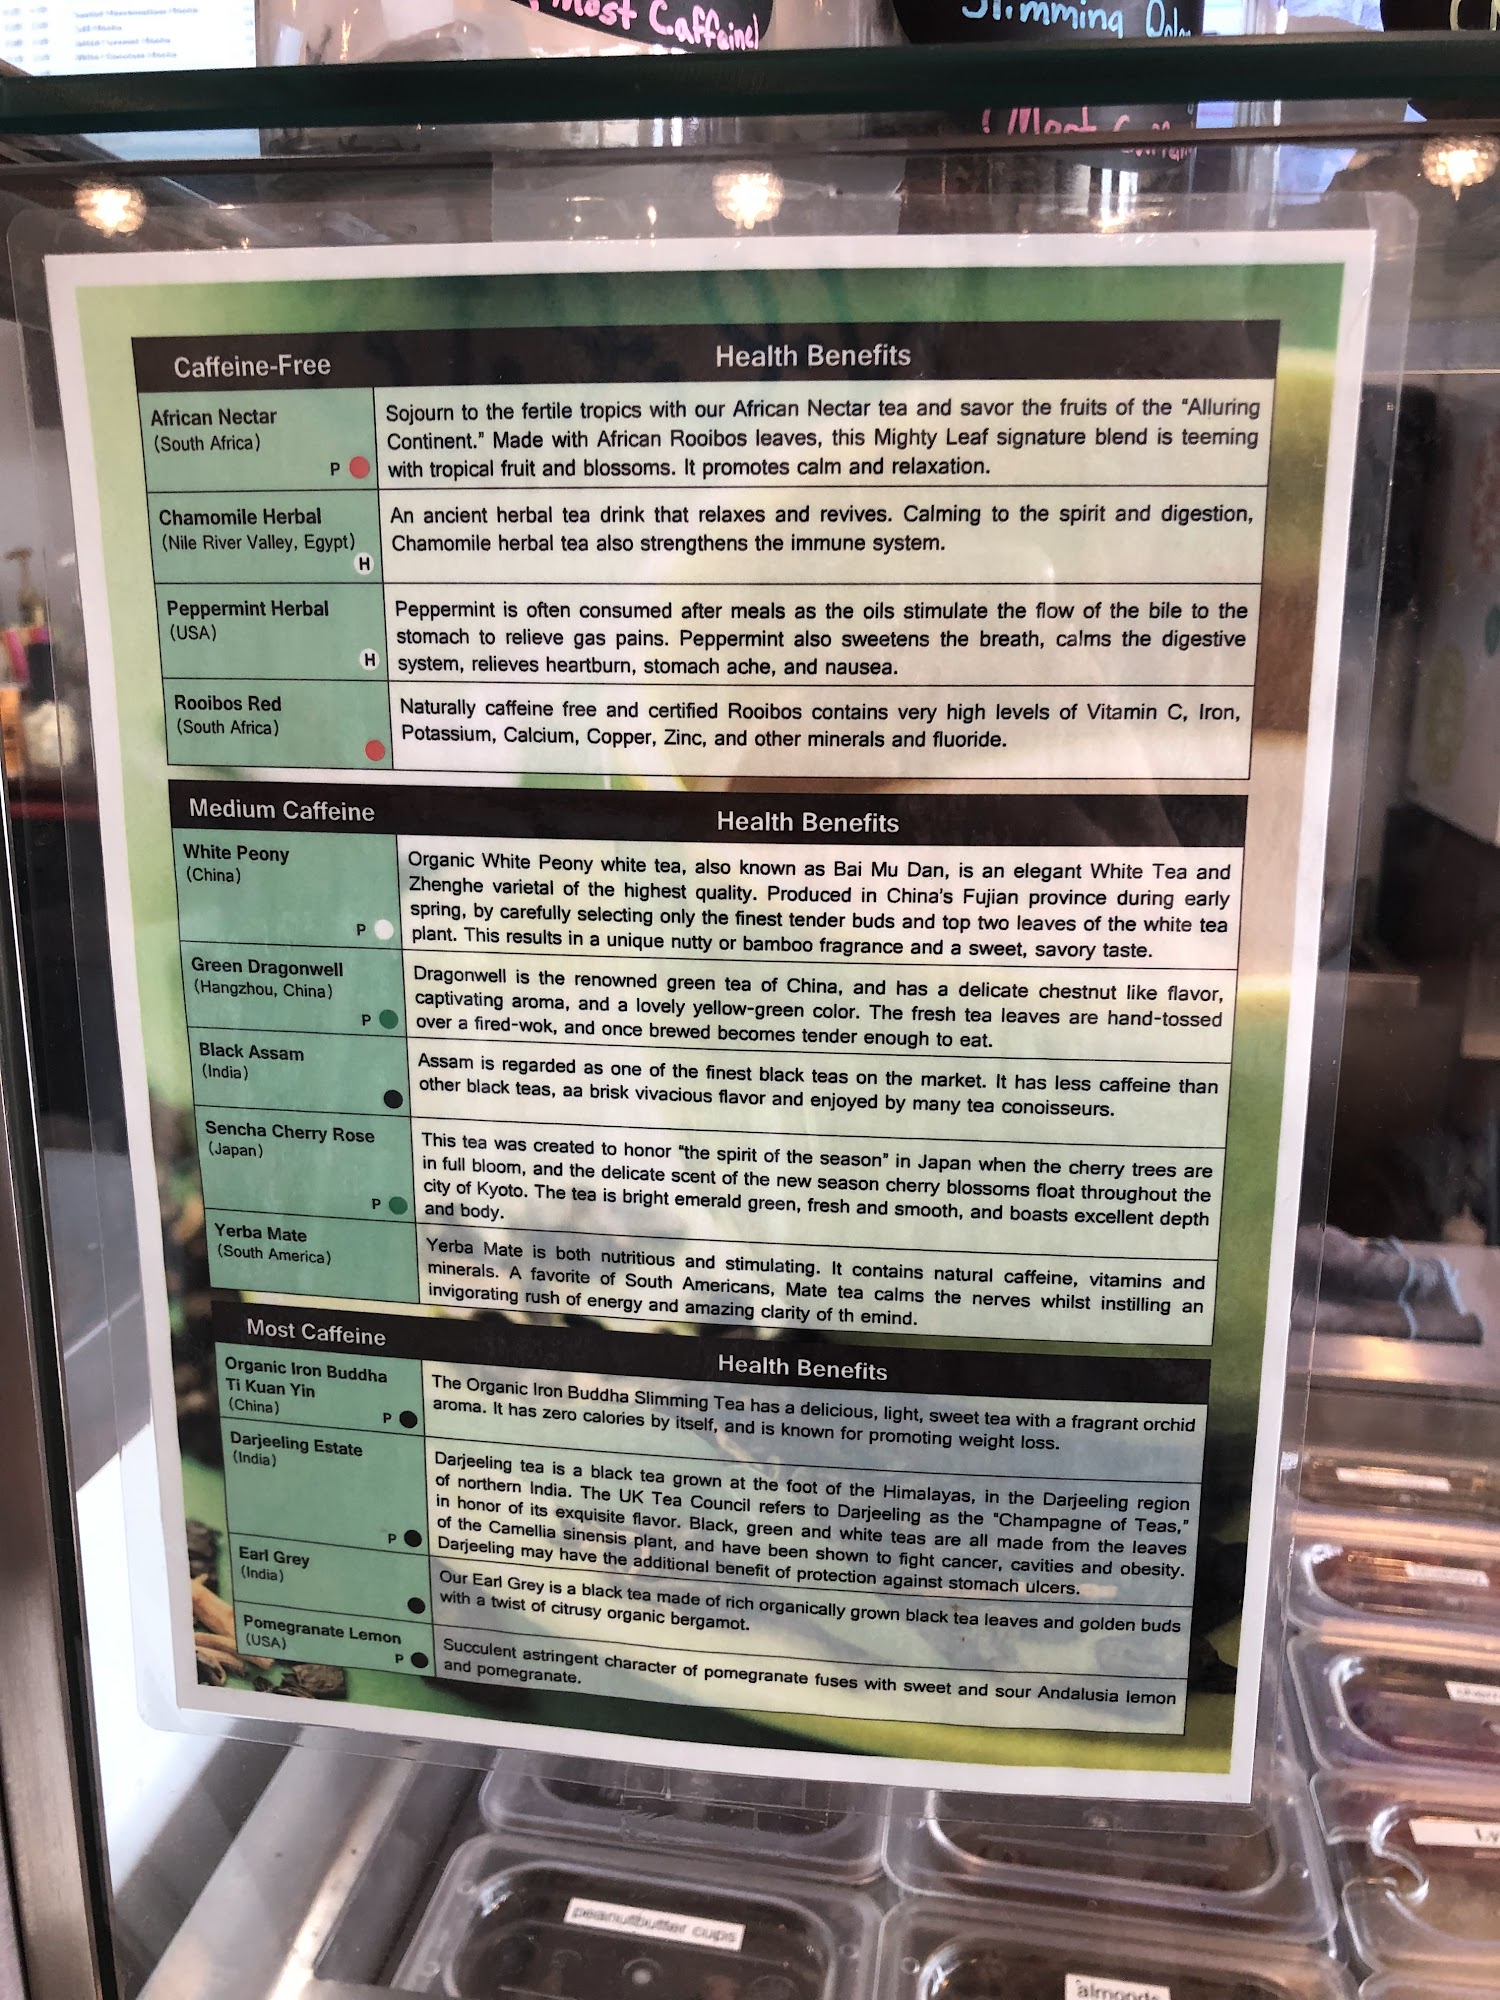 Most Caffeine!
Slimming Oolo
Caffeine-Free
Health Benefits
African Nectar
(South Africa)
P
Sojourn to the fertile tropics with our African Nectar tea and savor the fruits of the "Alluring
Continent." Made with African Rooibos leaves, this Mighty Leaf signature blend is teeming
with tropical fruit and blossoms. It promotes calm and relaxation.
Chamomile Herbal
(Nile River Valley, Egypt)
H
An ancient herbal tea drink that relaxes and revives. Calming to the spirit and digestion,
Chamomile herbal tea also strengthens the immune system.
Peppermint Herbal
(USA)
H
Peppermint is often consumed after meals as the oils stimulate the flow of the bile to the
stomach to relieve gas pains. Peppermint also sweetens the breath, calms the digestive
system, relieves heartburn, stomach ache, and nausea.
Rooibos Red
(South Africa)
Naturally caffeine free and certified Rooibos contains very high levels of Vitamin C, Iron,
Potassium, Calcium, Copper, Zinc, and other minerals and fluoride.
Medium Caffeine
Health Benefits
White Peony
(China)
P
Organic White Peony white tea, also known as Bai Mu Dan, is an elegant White Tea and
Zhenghe varietal of the highest quality. Produced in China's Fujian province during early
spring, by carefully selecting only the finest tender buds and top two leaves of the white tea
plant. This results in a unique nutty or bamboo fragrance and a sweet, savory taste.
Green Dragonwell
(Hangzhou, China)
P
Dragonwell is the renowned green tea of China, and has a delicate chestnut like flavor,
captivating aroma, and a lovely yellow-green color. The fresh tea leaves are hand-tossed
over a fired-wok, and once brewed becomes tender enough to eat.
Black Assam
(India)
Assam is regarded as one of the finest black teas on the market. It has less caffeine than
other black teas, aa brisk vivacious flavor and enjoyed by many tea conoisseurs.
Sencha Cherry Rose
(Japan)
P
This tea was created to honor "the spirit of the season" in Japan when the cherry trees are
in full bloom, and the delicate scent of the new season cherry blossoms float throughout the
city of Kyoto. The tea is bright emerald green, fresh and smooth, and boasts excellent depth
and body.
Yerba Mate
(South America)
Yerba Mate is both nutritious and stimulating. It contains natural caffeine, vitamins and
minerals. A favorite of South Americans, Mate tea calms the nerves whilst instilling an
invigorating rush of energy and amazing clarity of th emind.
Most Caffeine
Health Benefits
Organic Iron Buddha
Ti Kuan Yin
(China)
P
The Organic Iron Buddha Slimming Tea has a delicious, light, sweet tea with a fragrant orchid
aroma. It has zero calories by itself, and is known for promoting weight loss.
Darjeeling Estate
(India)
P
Darjeeling tea is a black tea grown at the foot of the Himalayas, in the Darjeeling region
of northern India. The UK Tea Council refers to Darjeeling as the "Champagne of Teas,"
in honor of its exquisite flavor. Black, green and white teas are all made from the leaves
of the Camellia sinensis plant, and have been shown to fight cancer, cavities and obesity.
Darjeeling may have the additional benefit of protection against stomach ulcers.
Earl Grey
(India)
Our Earl Grey is a black tea made of rich organically grown black tea leaves and golden buds
with a twist of citrusy organic bergamot.
Pomegranate Lemon
(USA)
P
Succulent astringent character of pomegranate fuses with sweet and sour Andalusia lemon
and pomegranate.
peanutbutter cups
almonds
Ly